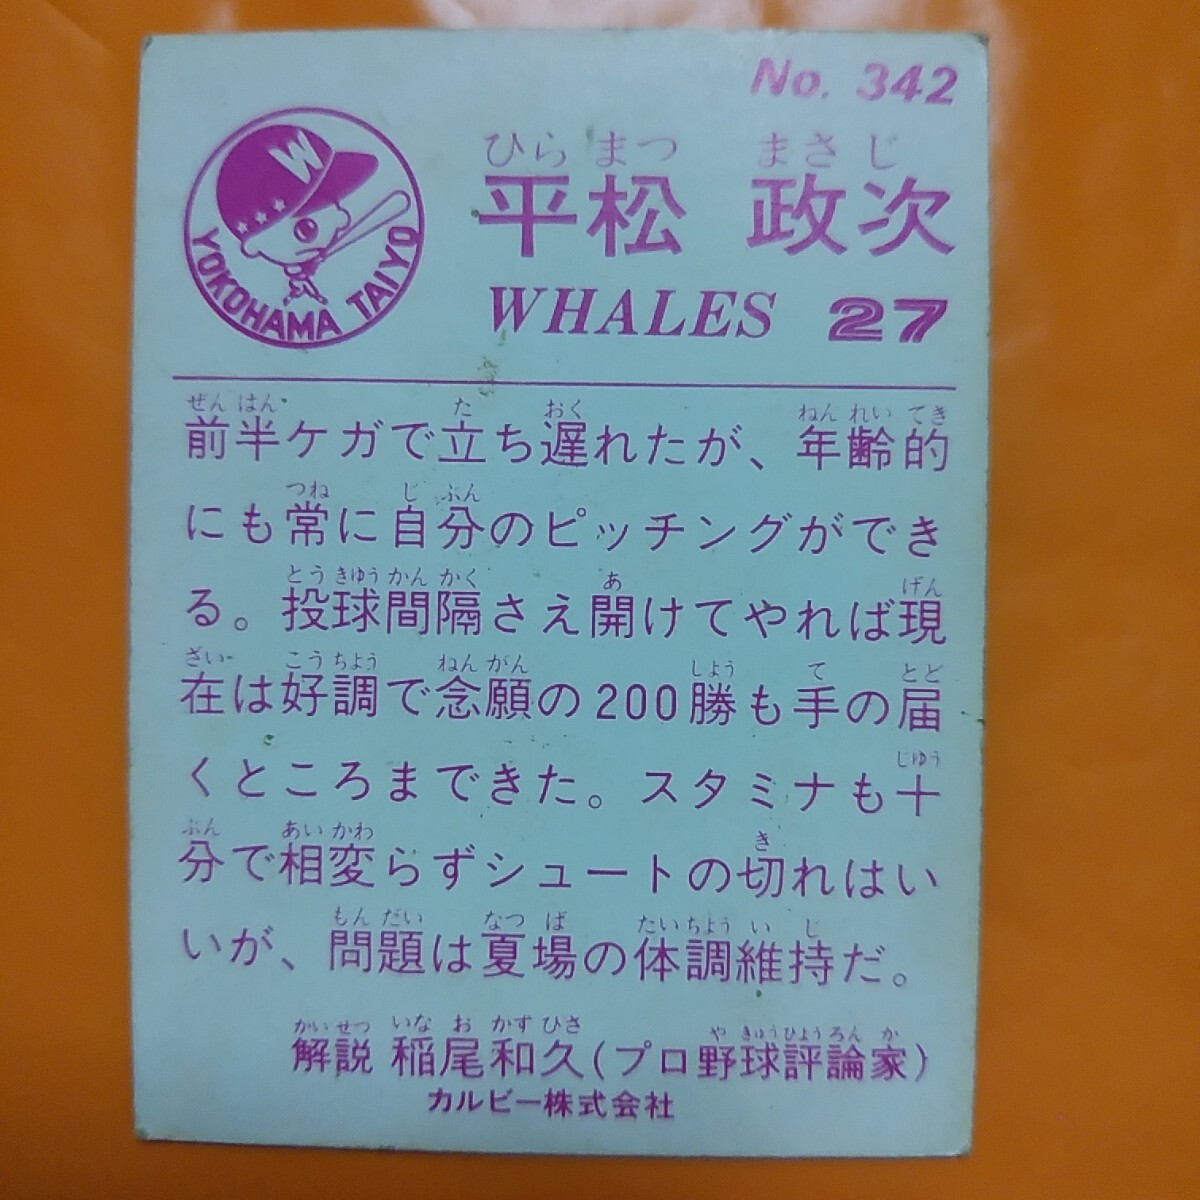 No. 342
W
YOKOHAMA TAIYO
ひら まつ まさ じ
平松 政次
WHALES 27
ぜん はん た おく ねん れい てき
前半ケガで立ち遅れたが、年齢的
つね じ ぶん
にも常に自分のピッチングができ
とう きゅう かん かく あ げん
る。投球間隔さえ開けてやれば現
ざい こう ちょう ねん がん しょう て とど
在は好調で念願の200勝も手の届
じゅう
くところまできた。スタミナも十
ぶん あい かわ き
分で相変らずシュートの切れはい
もん だい なつ ば たい ちょう い じ
いが、問題は夏場の体調維持だ。
かい せつ いな お かず ひさ や きゅう ひょう ろん か
解説 稲尾和久(プロ野球評論家)
カルビー株式会社